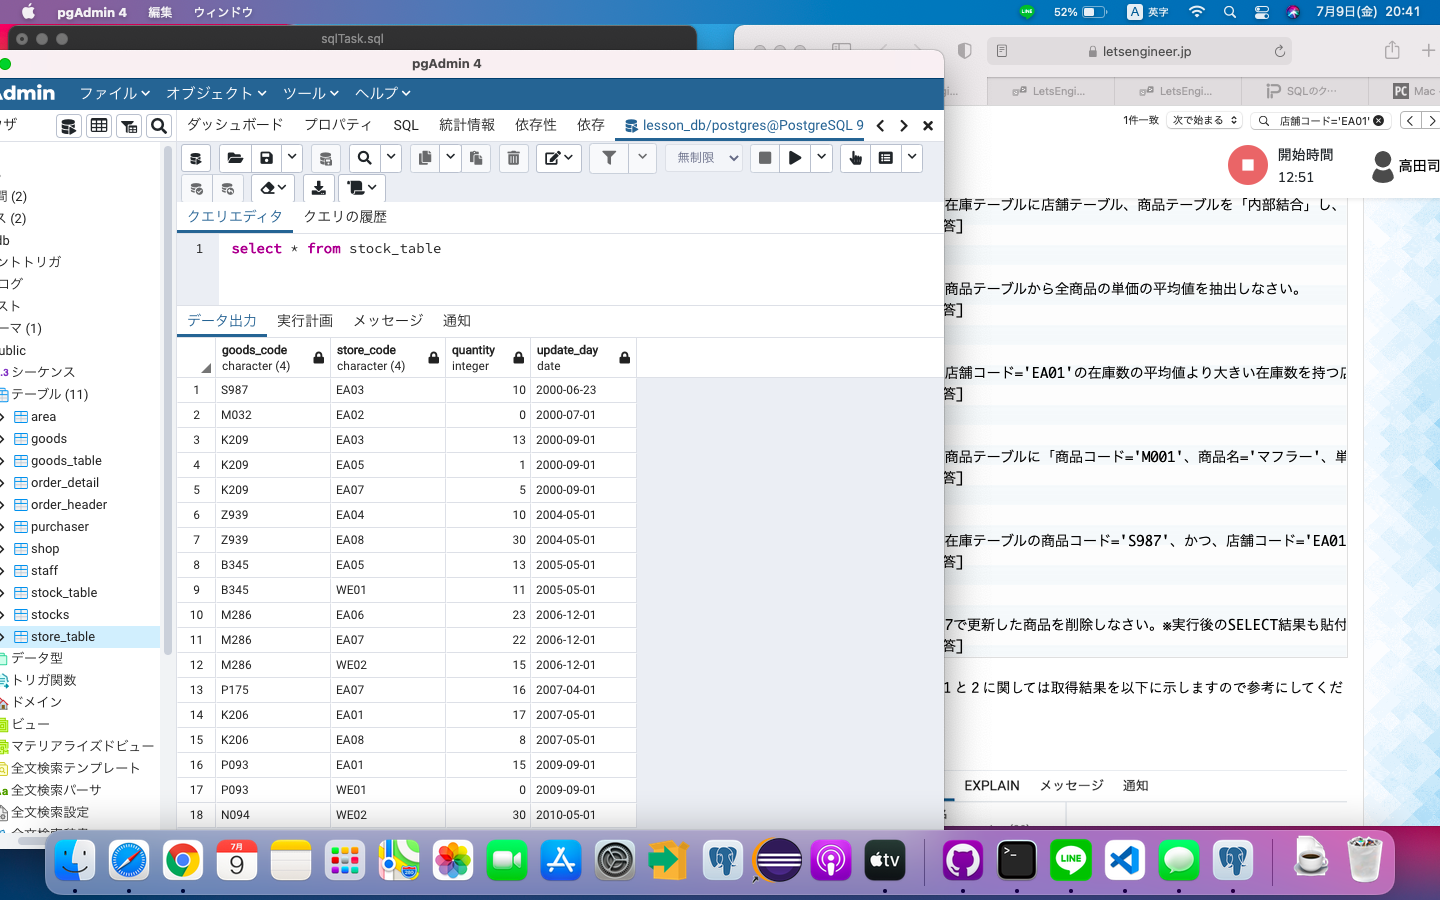 pgAdmin 4 編集 ウィンドウ
LINE 52% A 英字 7月9日(金) 20:41
sqlTask.sql
pgAdmin 4
dmin ファイル オブジェクト ツール ヘルプ
ダッシュボード プロパティ SQL 統計情報 依存性 依存 lesson_db/postgres@PostgreSQL 9
無制限
クエリエディタ クエリの履歴
1 select * from stock_table
データ出力 実行計画 メッセージ 通知
goods_code character (4) store_code character (4) quantity integer update_day date
1 S987 EA03 10 2000-06-23
2 M032 EA02 0 2000-07-01
3 K209 EA03 13 2000-09-01
4 K209 EA05 1 2000-09-01
5 K209 EA07 5 2000-09-01
6 Z939 EA04 10 2004-05-01
7 Z939 EA08 30 2004-05-01
8 B345 EA05 13 2005-05-01
9 B345 WE01 11 2005-05-01
10 M286 EA06 23 2006-12-01
11 M286 EA07 22 2006-12-01
12 M286 WE02 15 2006-12-01
13 P175 EA07 16 2007-04-01
14 K206 EA01 17 2007-05-01
15 K206 EA08 8 2007-05-01
16 P093 EA01 15 2009-09-01
17 P093 WE01 0 2009-09-01
18 N094 WE02 30 2010-05-01
ザ
(2)
ス (2)
db
ントトリガ
ログ
スト
ーマ (1)
ublic
.3 シーケンス
テーブル (11)
area
goods
goods_table
order_detail
order_header
purchaser
shop
staff
stock_table
stocks
store_table
データ型
トリガ関数
ドメイン
ビュー
マテリアライズドビュー
全文検索テンプレート
全文検索パーサ
全文検索設定
letsengineer.jp
LetsEngi... LetsEngi... SQLのク… PC Mac
1件一致 次で始まる 店舗コード='EA01'
開始時間
12:51
高田司
在庫テーブルに店舗テーブル、商品テーブルを「内部結合」し、
答]
商品テーブルから全商品の単価の平均値を抽出しなさい。
答]
店舗コード='EA01'の在庫数の平均値より大きい在庫数を持つ
答]
商品テーブルに「商品コード='M001'、商品名='マフラー'、単
答]
在庫テーブルの商品コード='S987'、かつ、店舗コード='EA01
答]
7で更新した商品を削除しなさい。※実行後のSELECT結果も貼付
答]
1と2に関しては取得結果を以下に示しますので参考にしてくだ
EXPLAIN メッセージ 通知
7月
9
tv
LINE